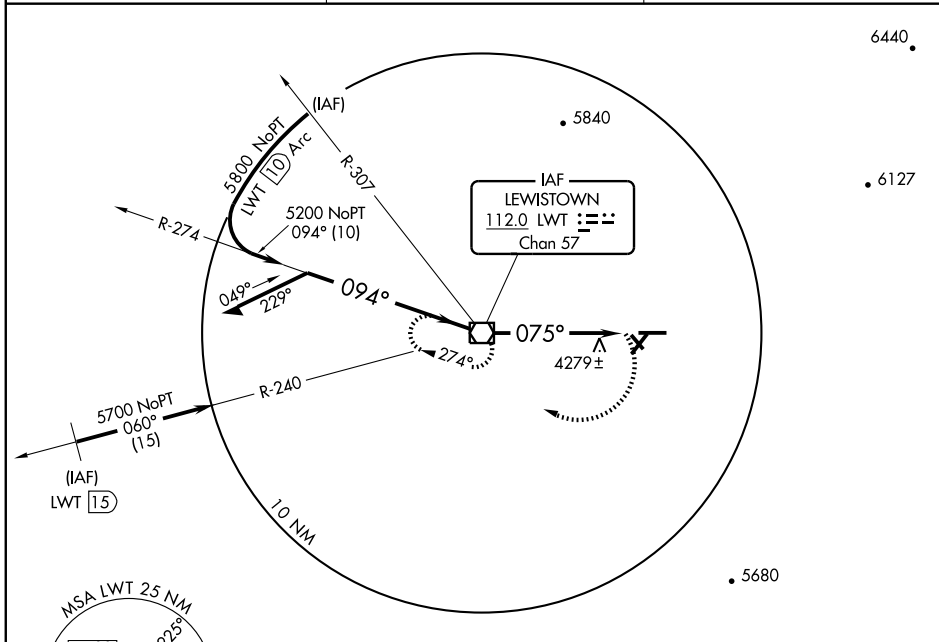 6440
(IAF)
5840
5800 NoPT
LWT 10 Arc
R-307
6127
IAF
LEWISTOWN
112.0 LWT
Chan 57
5200 NoPT
094° (10)
R-274
049°
229°
094°
075°
274°
4279±
R-240
5700 NoPT
060°
(15)
(IAF)
LWT 15
10 NM
5680
MSA LWT 25 NM